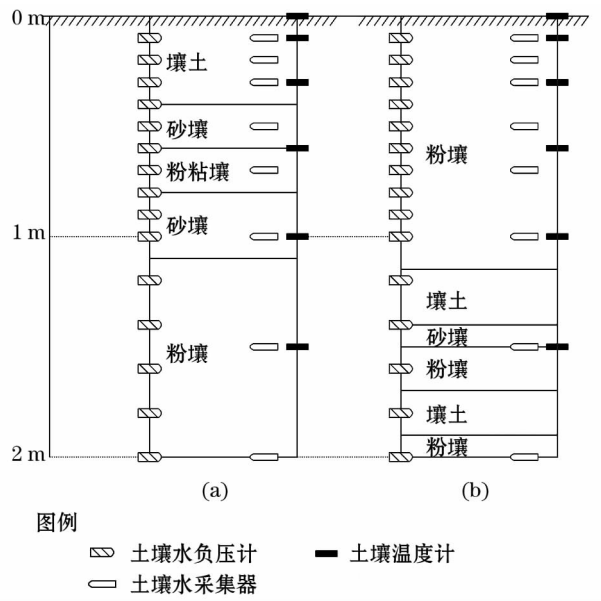 0 m
壤土
砂壤
粉粘壤
砂壤
粉壤
1 m
粉壤
壤土
砂壤
粉壤
壤土
粉壤
2 m
(a)
(b)
图例
土壤水负压计
土壤温度计
土壤水采集器